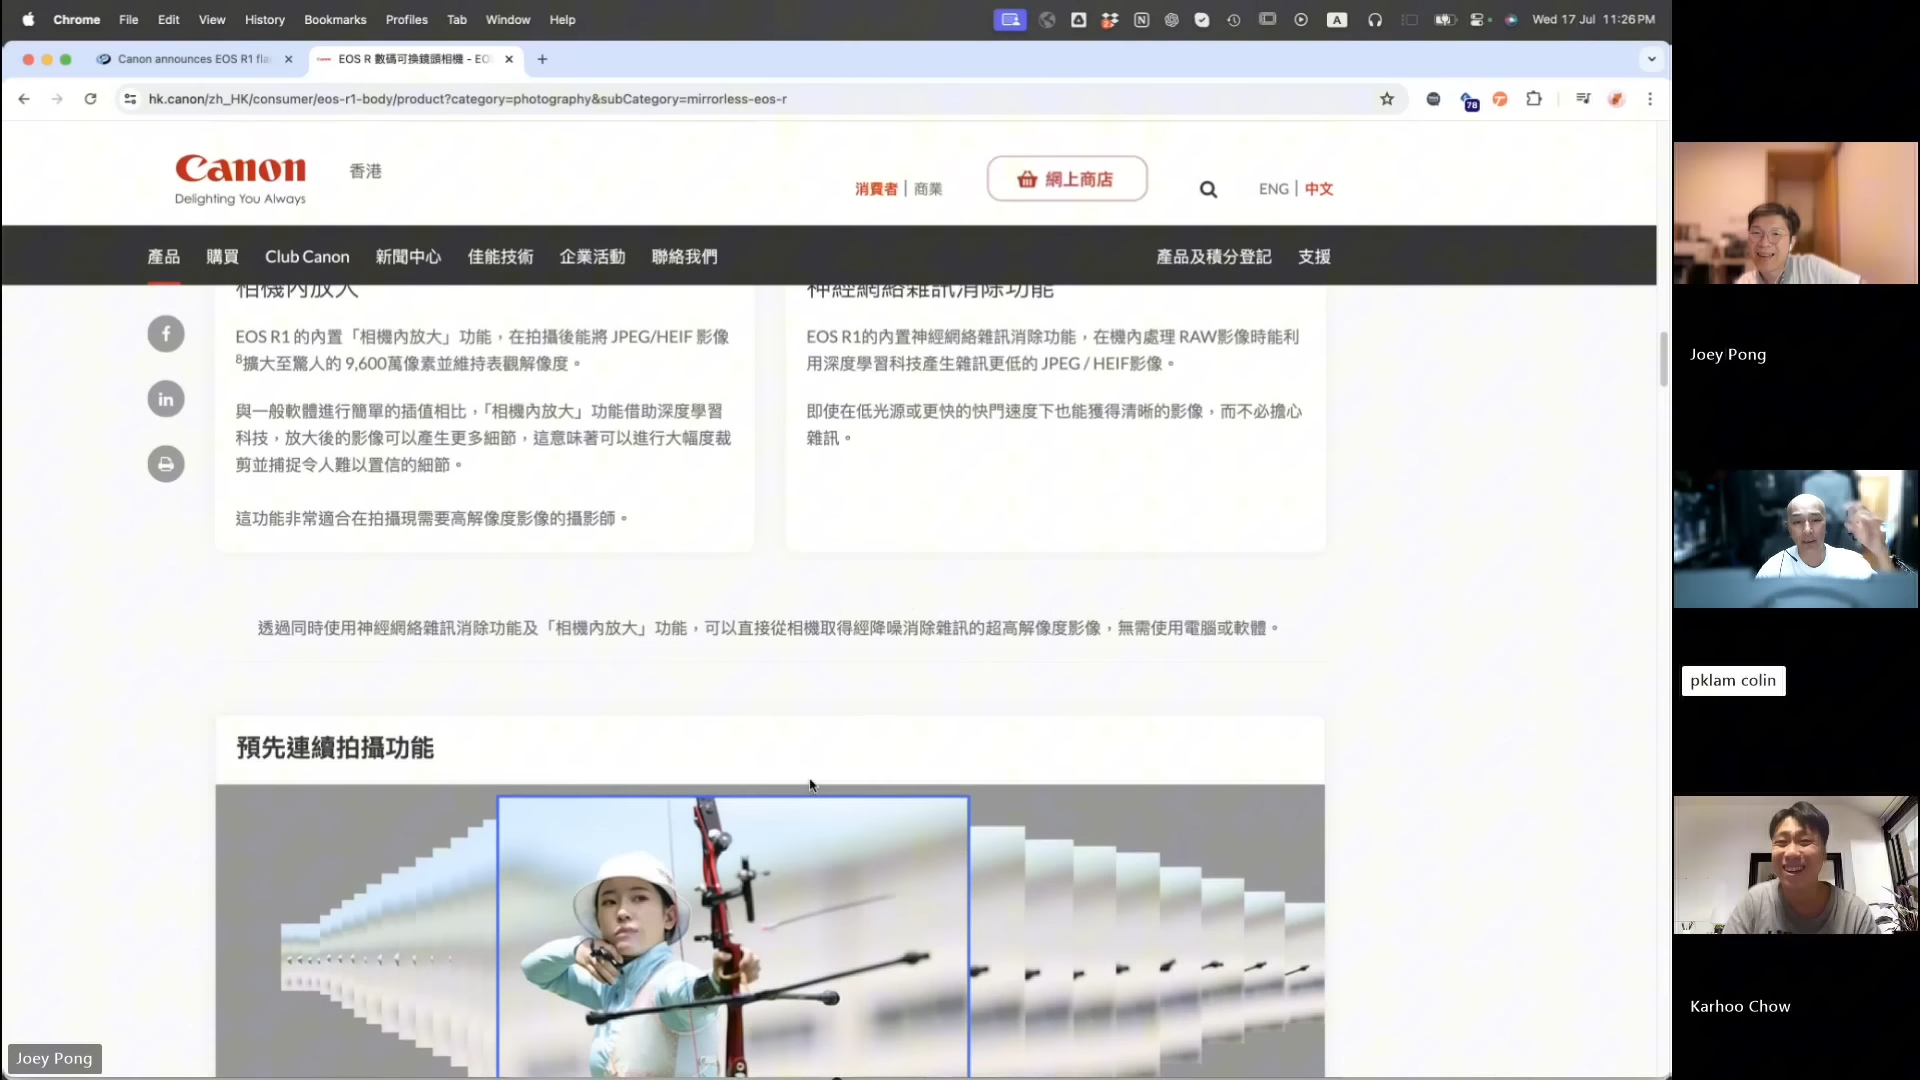 Chrome File Edit View History Bookmarks Profiles Tab Window Help Wed 17 Jul 11:26 PM
Canon announces EOS R1 fla
EOS R 數碼可換鏡頭相機 - EO
hk.canon/zh_HK/consumer/eos-r1-body/product?category=photography&subCategory=mirrorless-eos-r
78
Canon 香港
Delighting You Always
消費者 | 商業
網上商店
ENG | 中文
產品 購買 Club Canon 新聞中心 佳能技術 企業活動 聯絡我們 產品及積分登記 支援
相機內放大
EOS R1 的內置「相機內放大」功能，在拍攝後能將 JPEG/HEIF 影像
8擴大至驚人的 9,600萬像素並維持表觀解像度。
與一般軟體進行簡單的插值相比，「相機內放大」功能借助深度學習
科技，放大後的影像可以產生更多細節，這意味著可以進行大幅度裁
剪並捕捉令人難以置信的細節。
這功能非常適合在拍攝現需要高解像度影像的攝影師。
神經網絡雜訊消除功能
EOS R1的內置神經網絡雜訊消除功能，在機內處理 RAW影像時能利
用深度學習科技產生雜訊更低的 JPEG / HEIF影像。
即使在低光源或更快的快門速度下也能獲得清晰的影像，而不必擔心
雜訊。
透過同時使用神經網絡雜訊消除功能及「相機內放大」功能，可以直接從相機取得經降噪消除雜訊的超高解像度影像，無需使用電腦或軟體。
預先連續拍攝功能
Joey Pong
Joey Pong
pklam colin
Karhoo Chow